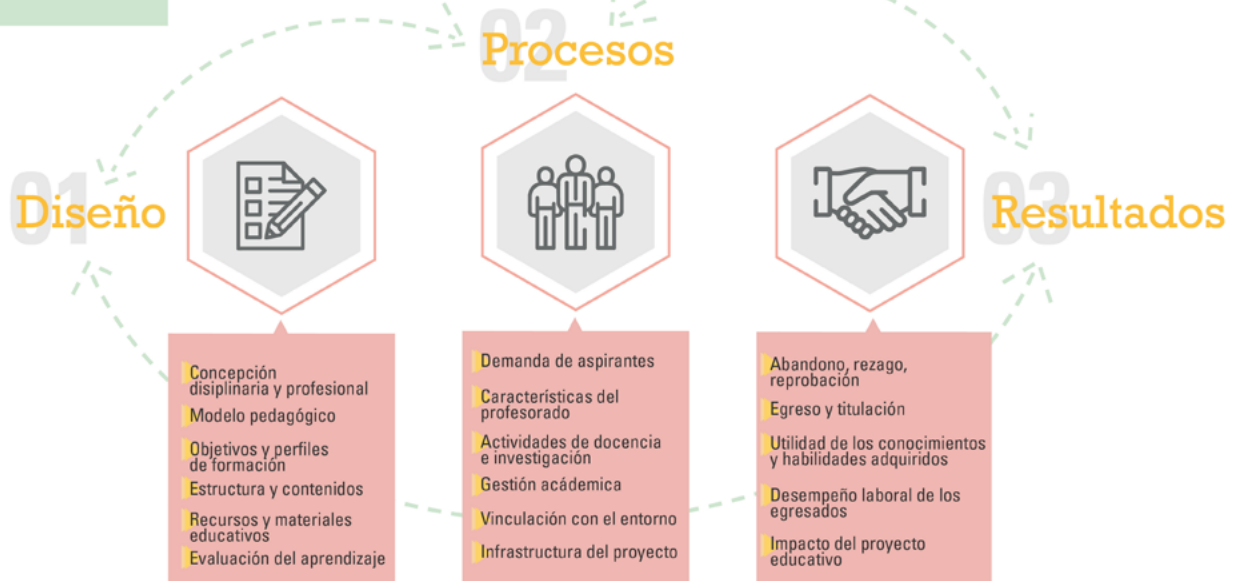 01
Diseño
02
Procesos
03
Resultados
Concepción
disiplinaria y profesional
Modelo pedagógico
Objetivos y perfiles
de formación
Estructura y contenidos
Recursos y materiales
educativos
Evaluación del aprendizaje
Demanda de aspirantes
Características del
profesorado
Actividades de docencia
e investigación
Gestión acádemica
Vinculación con el entorno
Infrastructura del proyecto
Abandono, rezago,
reprobación
Egreso y titulación
Utilidad de los conocimientos
y habilidades adquiridos
Desempeño laboral de los
egresados
Impacto del proyecto
educativo